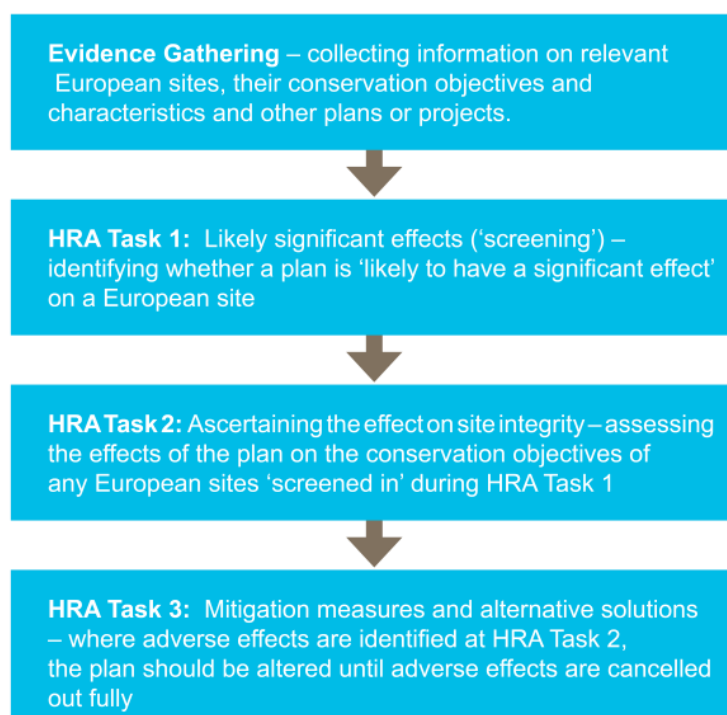 Evidence Gathering – collecting information on relevant
European sites, their conservation objectives and
characteristics and other plans or projects.
HRA Task 1: Likely significant effects (‘screening’) –
identifying whether a plan is ‘likely to have a significant effect’
on a European site
HRA Task 2: Ascertaining the effect on site integrity – assessing
the effects of the plan on the conservation objectives of
any European sites ‘screened in’ during HRA Task 1
HRA Task 3: Mitigation measures and alternative solutions
– where adverse effects are identified at HRA Task 2,
the plan should be altered until adverse effects are cancelled
out fully